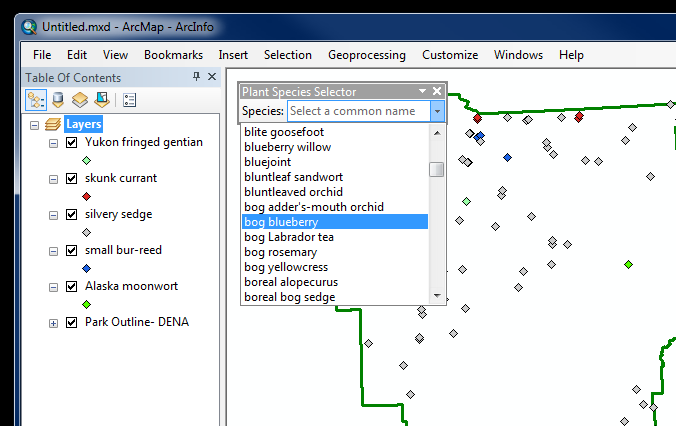 Untitled.mxd - ArcMap - ArcInfo
File Edit View Bookmarks Insert Selection Geoprocessing Customize Windows Help
Table Of Contents
Layers
Yukon fringed gentian
skunk currant
silvery sedge
small bur-reed
Alaska moonwort
Park Outline- DENA
Plant Species Selector
Species: Select a common name
blite goosefoot
blueberry willow
bluejoint
bluntleaf sandwort
bluntleaved orchid
bog adder's-mouth orchid
bog blueberry
bog Labrador tea
bog rosemary
bog yellowcress
boreal alopecurus
boreal bog sedge